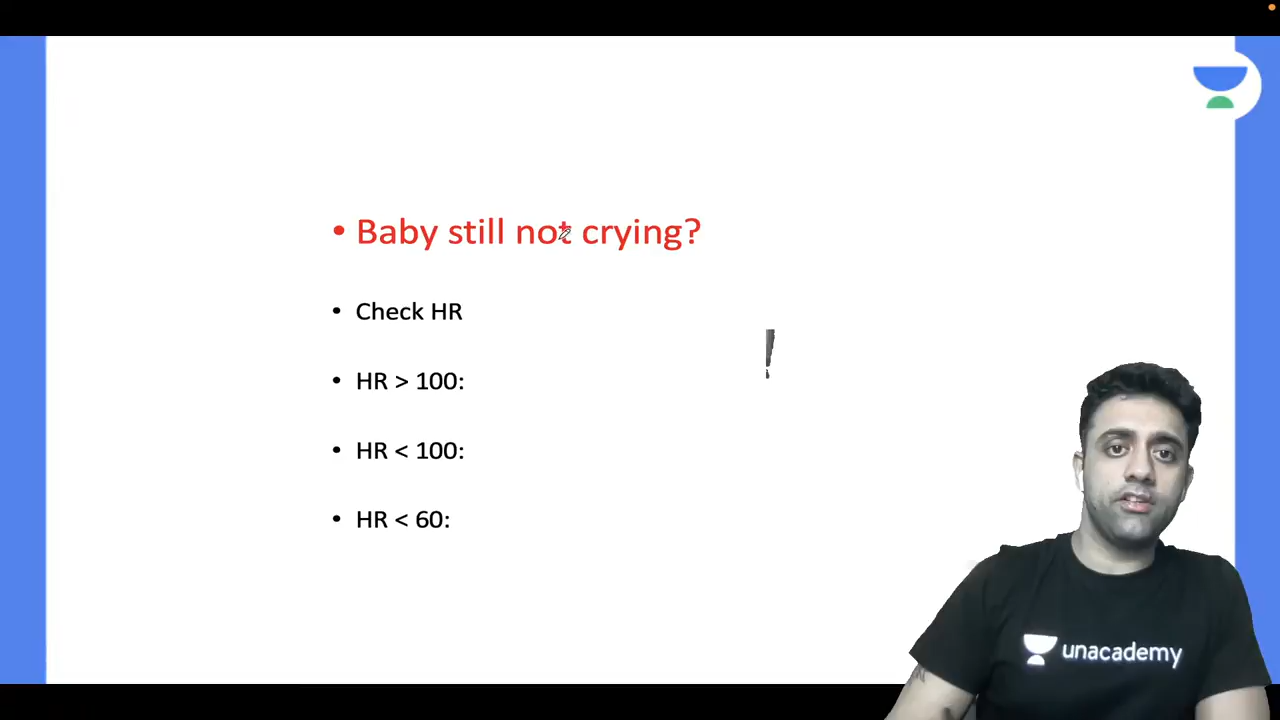 • Baby still not crying?
• Check HR
• HR > 100:
• HR < 100:
• HR < 60:
!
unacademy